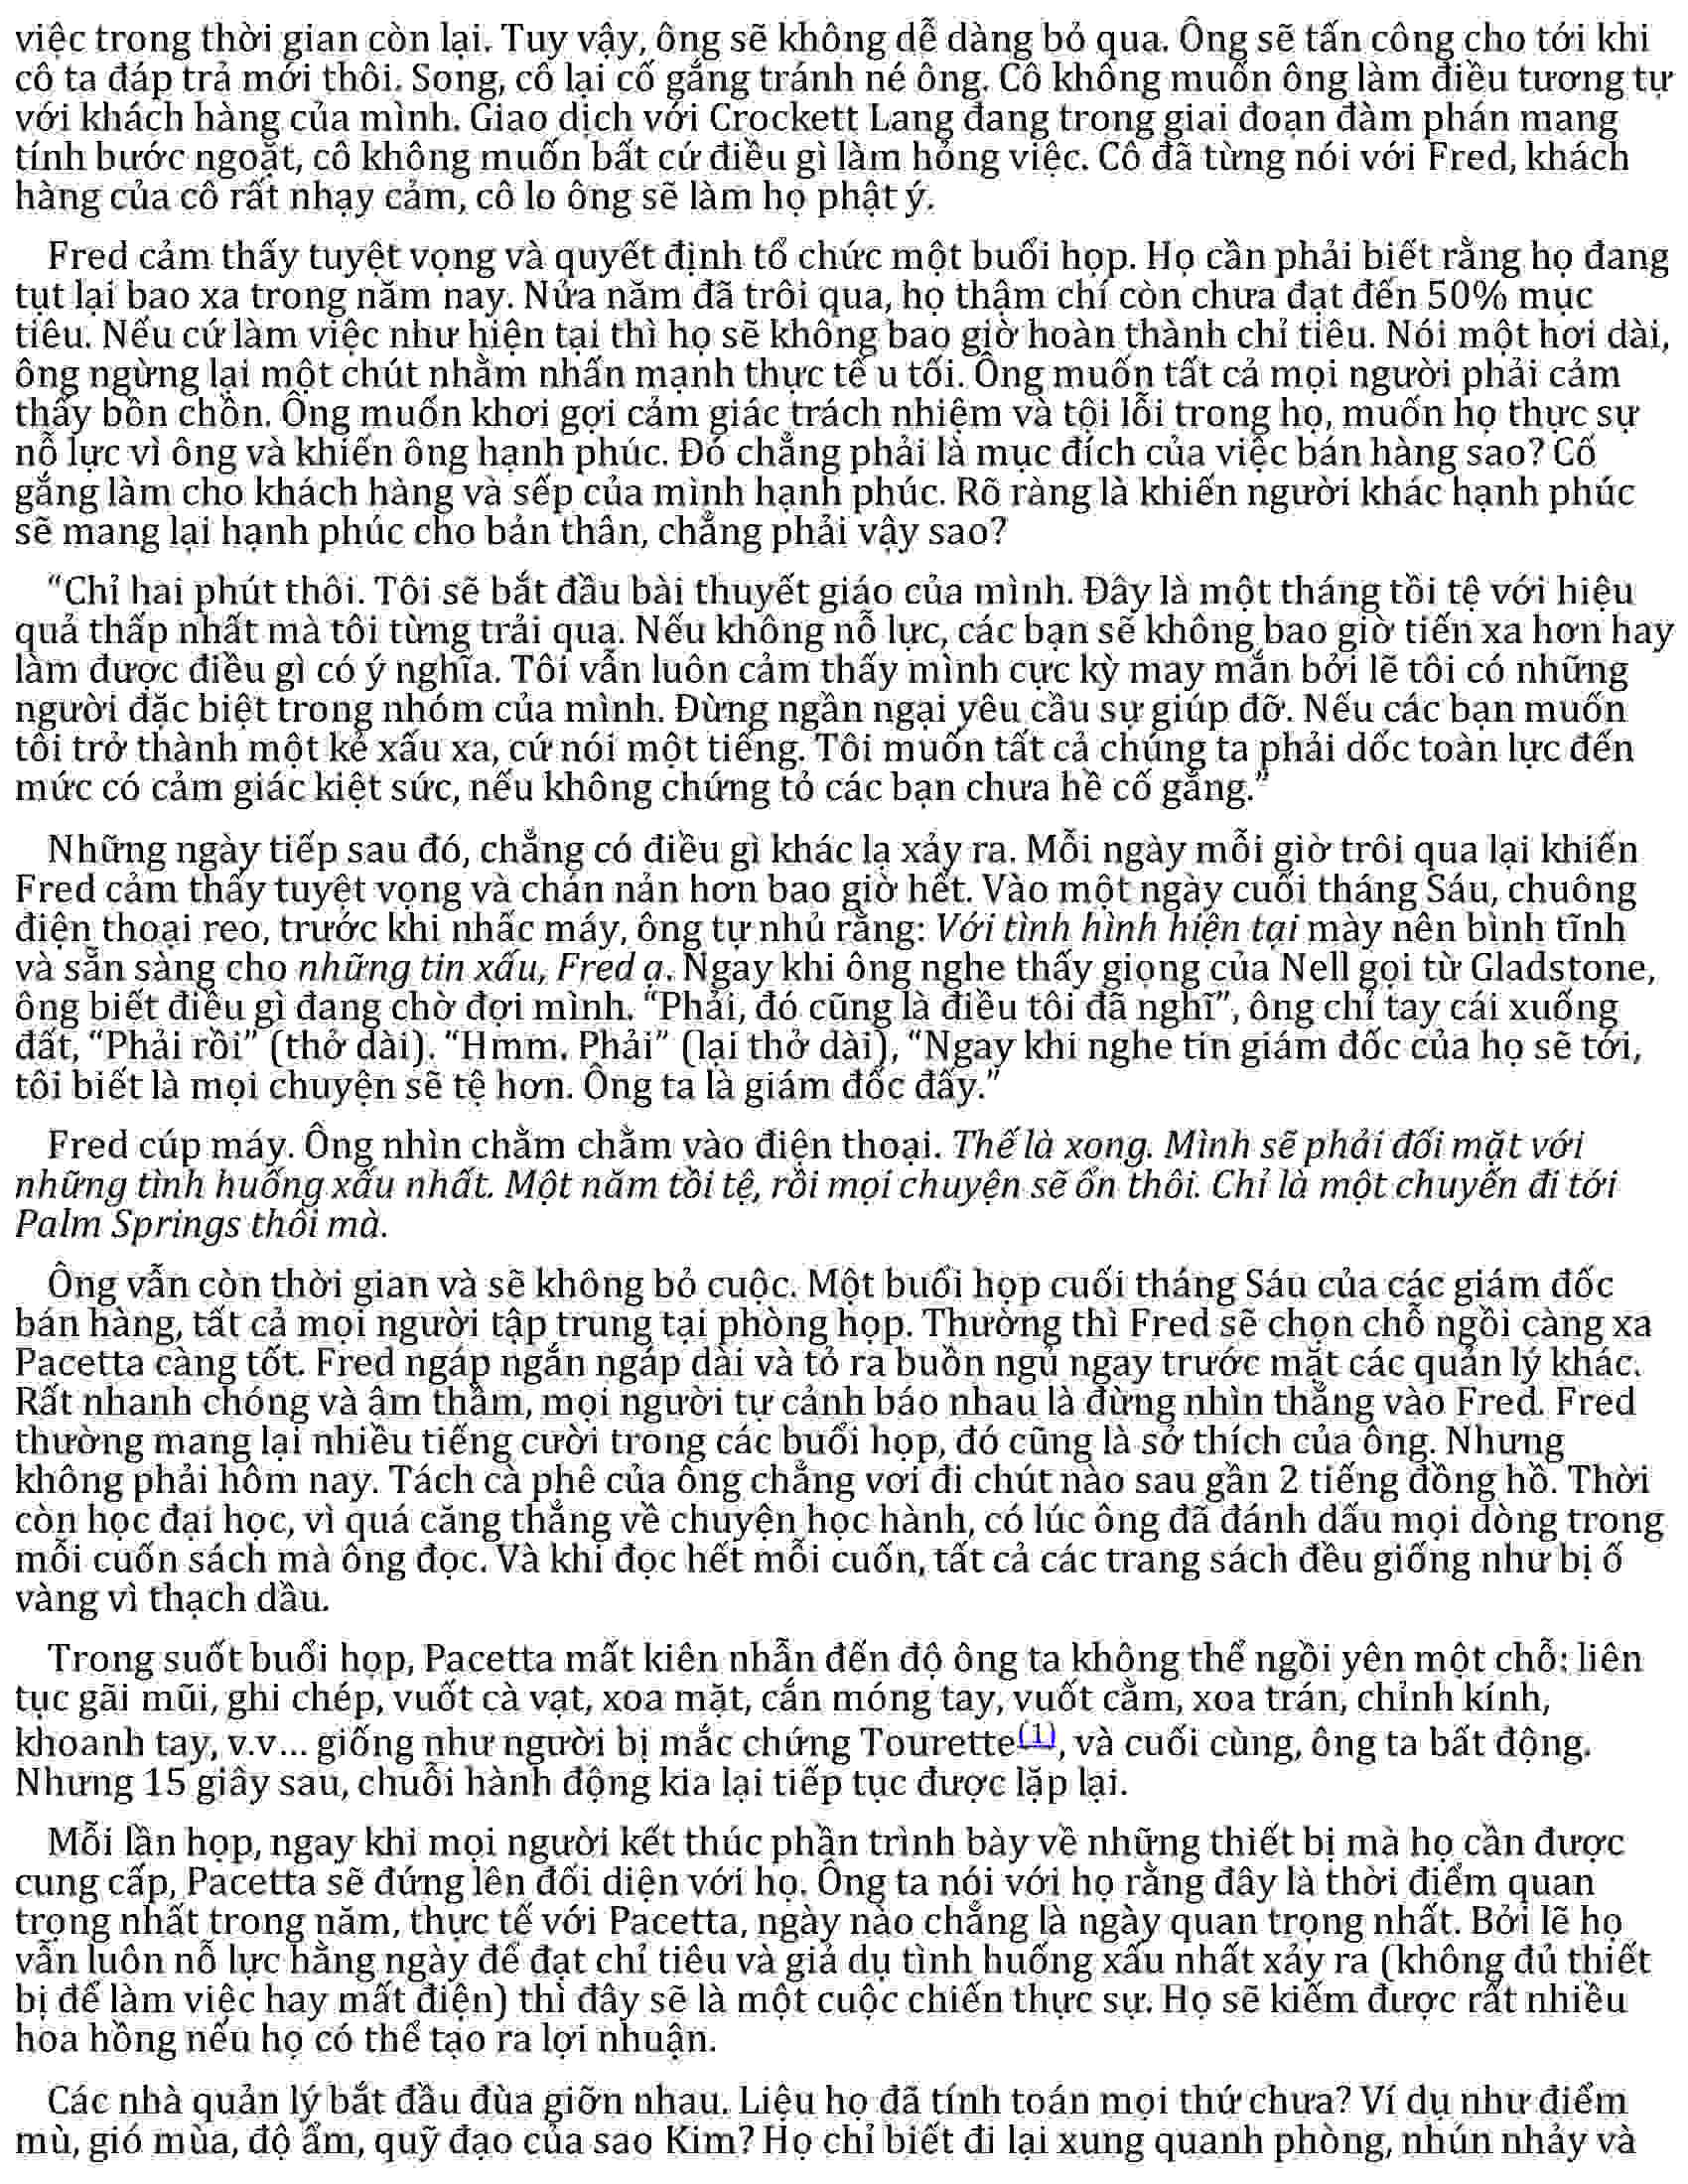 việc trong thời gian còn lại. Tuy vậy, ông sẽ không dễ dàng bỏ qua. Ông sẽ tấn công cho tới khi
cô ta đáp trả mới thôi. Song, cô lại cố gắng tránh né ông. Cô không muốn ông làm điều tương tự
với khách hàng của mình. Giao dịch với Crockett Lang đang trong giai đoạn đàm phán mang
tính bước ngoặt, cô không muốn bất cứ điều gì làm hỏng việc. Cô đã từng nói với Fred, khách
hàng của cô rất nhạy cảm, cô lo ông sẽ làm họ phật ý.
Fred cảm thấy tuyệt vọng và quyết định tổ chức một buổi họp. Họ cần phải biết rằng họ đang
tụt lại bao xa trong năm nay. Nửa năm đã trôi qua, họ thậm chí còn chưa đạt đến 50% mục
tiêu. Nếu cứ làm việc như hiện tại thì họ sẽ không bao giờ hoàn thành chỉ tiêu. Nói một hơi dài,
ông ngừng lại một chút nhằm nhấn mạnh thực tế u tối. Ông muốn tất cả mọi người phải cảm
thấy bồn chồn. Ông muốn khơi gợi cảm giác trách nhiệm và tội lỗi trong họ, muốn họ thực sự
nỗ lực vì ông và khiến ông hạnh phúc. Đó chẳng phải là mục đích của việc bán hàng sao? Cố
gắng làm cho khách hàng và sếp của mình hạnh phúc. Rõ ràng là khiến người khác hạnh phúc
sẽ mang lại hạnh phúc cho bản thân, chẳng phải vậy sao?
“Chỉ hai phút thôi. Tôi sẽ bắt đầu bài thuyết giáo của mình. Đây là một tháng tồi tệ với hiệu
quả thấp nhất mà tôi từng trải qua. Nếu không nỗ lực, các bạn sẽ không bao giờ tiến xa hơn hay
làm được điều gì có ý nghĩa. Tôi vẫn luôn cảm thấy mình cực kỳ may mắn bởi lẽ tôi có những
người đặc biệt trong nhóm của mình. Đừng ngần ngại yêu cầu sự giúp đỡ. Nếu các bạn muốn
tôi trở thành một kẻ xấu xa, cứ nói một tiếng. Tôi muốn tất cả chúng ta phải dốc toàn lực đến
mức có cảm giác kiệt sức, nếu không chứng tỏ các bạn chưa hề cố gắng.”
Những ngày tiếp sau đó, chẳng có điều gì khác lạ xảy ra. Mỗi ngày mỗi giờ trôi qua lại khiến
Fred cảm thấy tuyệt vọng và chán nản hơn bao giờ hết. Vào một ngày cuối tháng Sáu, chuông
điện thoại reo, trước khi nhấc máy, ông tự nhủ rằng: Với tình hình hiện tại mày nên bình tĩnh
và sẵn sàng cho những tin xấu, Fred ạ. Ngay khi ông nghe thấy giọng của Nell gọi từ Gladstone,
ông biết điều gì đang chờ đợi mình. “Phải, đó cũng là điều tôi đã nghĩ”, ông chỉ tay cái xuống
đất, “Phải rồi” (thở dài). “Hmm. Phải” (lại thở dài), “Ngay khi nghe tin giám đốc của họ sẽ tới,
tôi biết là mọi chuyện sẽ tệ hơn. Ông ta là giám đốc đấy.”
Fred cúp máy. Ông nhìn chằm chằm vào điện thoại. Thế là xong. Mình sẽ phải đối mặt với
những tình huống xấu nhất. Một năm tồi tệ, rồi mọi chuyện sẽ ổn thôi. Chỉ là một chuyến đi tới
Palm Springs thôi mà.
Ông vẫn còn thời gian và sẽ không bỏ cuộc. Một buổi họp cuối tháng Sáu của các giám đốc
bán hàng, tất cả mọi người tập trung tại phòng họp. Thường thì Fred sẽ chọn chỗ ngồi càng xa
Pacetta càng tốt. Fred ngáp ngắn ngáp dài và tỏ ra buồn ngủ ngay trước mặt các quản lý khác.
Rất nhanh chóng và âm thầm, mọi người tự cảnh báo nhau là đừng nhìn thẳng vào Fred. Fred
thường mang lại nhiều tiếng cười trong các buổi họp, đó cũng là sở thích của ông. Nhưng
không phải hôm nay. Tách cà phê của ông chẳng vơi đi chút nào sau gần 2 tiếng đồng hồ. Thời
còn học đại học, vì quá căng thẳng về chuyện học hành, có lúc ông đã đánh dấu mọi dòng trong
mỗi cuốn sách mà ông đọc. Và khi đọc hết mỗi cuốn, tất cả các trang sách đều giống như bị ố
vàng vì thạch dầu.
Trong suốt buổi họp, Pacetta mất kiên nhẫn đến độ ông ta không thể ngồi yên một chỗ: liên
tục gãi mũi, ghi chép, vuốt cà vạt, xoa mặt, cắn móng tay, vuốt cằm, xoa trán, chỉnh kính,
khoanh tay, v.v... giống như người bị mắc chứng Tourette(1), và cuối cùng, ông ta bất động.
Nhưng 15 giây sau, chuỗi hành động kia lại tiếp tục được lặp lại.
Mỗi lần họp, ngay khi mọi người kết thúc phần trình bày về những thiết bị mà họ cần được
cung cấp, Pacetta sẽ đứng lên đối diện với họ. Ông ta nói với họ rằng đây là thời điểm quan
trọng nhất trong năm, thực tế với Pacetta, ngày nào chẳng là ngày quan trọng nhất. Bởi lẽ họ
vẫn luôn nỗ lực hằng ngày để đạt chỉ tiêu và giả dụ tình huống xấu nhất xảy ra (không đủ thiết
bị để làm việc hay mất điện) thì đây sẽ là một cuộc chiến thực sự. Họ sẽ kiếm được rất nhiều
hoa hồng nếu họ có thể tạo ra lợi nhuận.
Các nhà quản lý bắt đầu đùa giỡn nhau. Liệu họ đã tính toán mọi thứ chưa? Ví dụ như điểm
mù, gió mùa, độ ẩm, quỹ đạo của sao Kim? Họ chỉ biết đi lại xung quanh phòng, nhún nhảy và